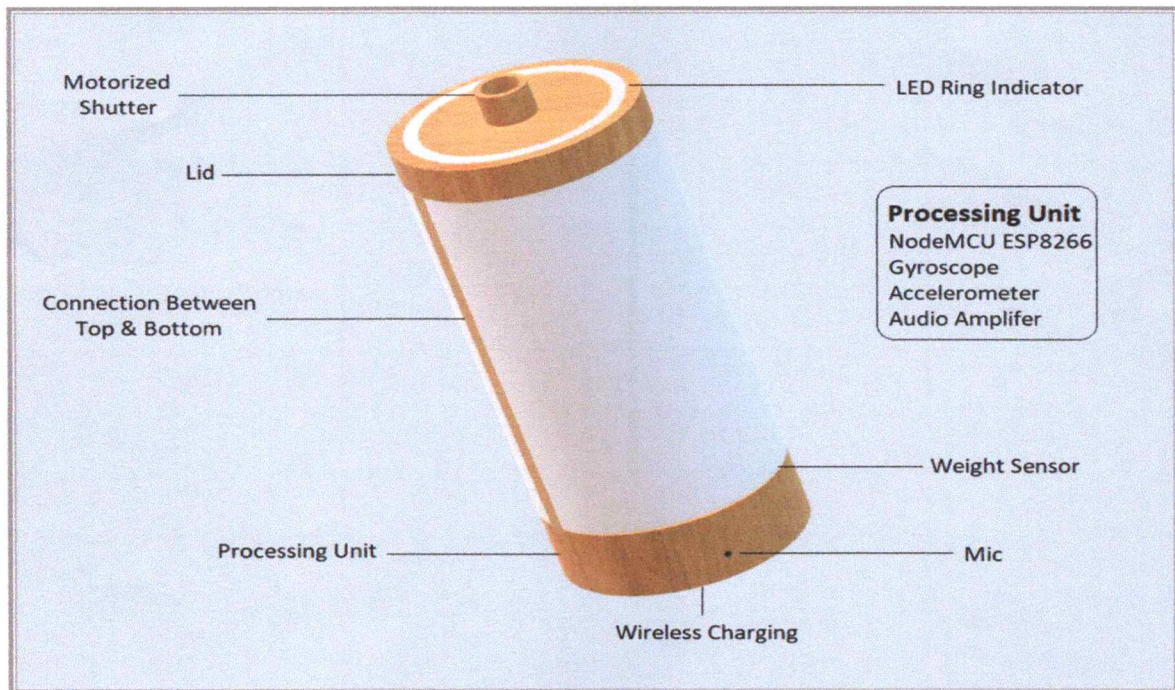 Motorized
Shutter
LED Ring Indicator
Lid
Processing Unit
NodeMCU ESP8266
Gyroscope
Accelerometer
Audio Amplifer
Connection Between
Top & Bottom
Weight Sensor
Processing Unit
Mic
Wireless Charging